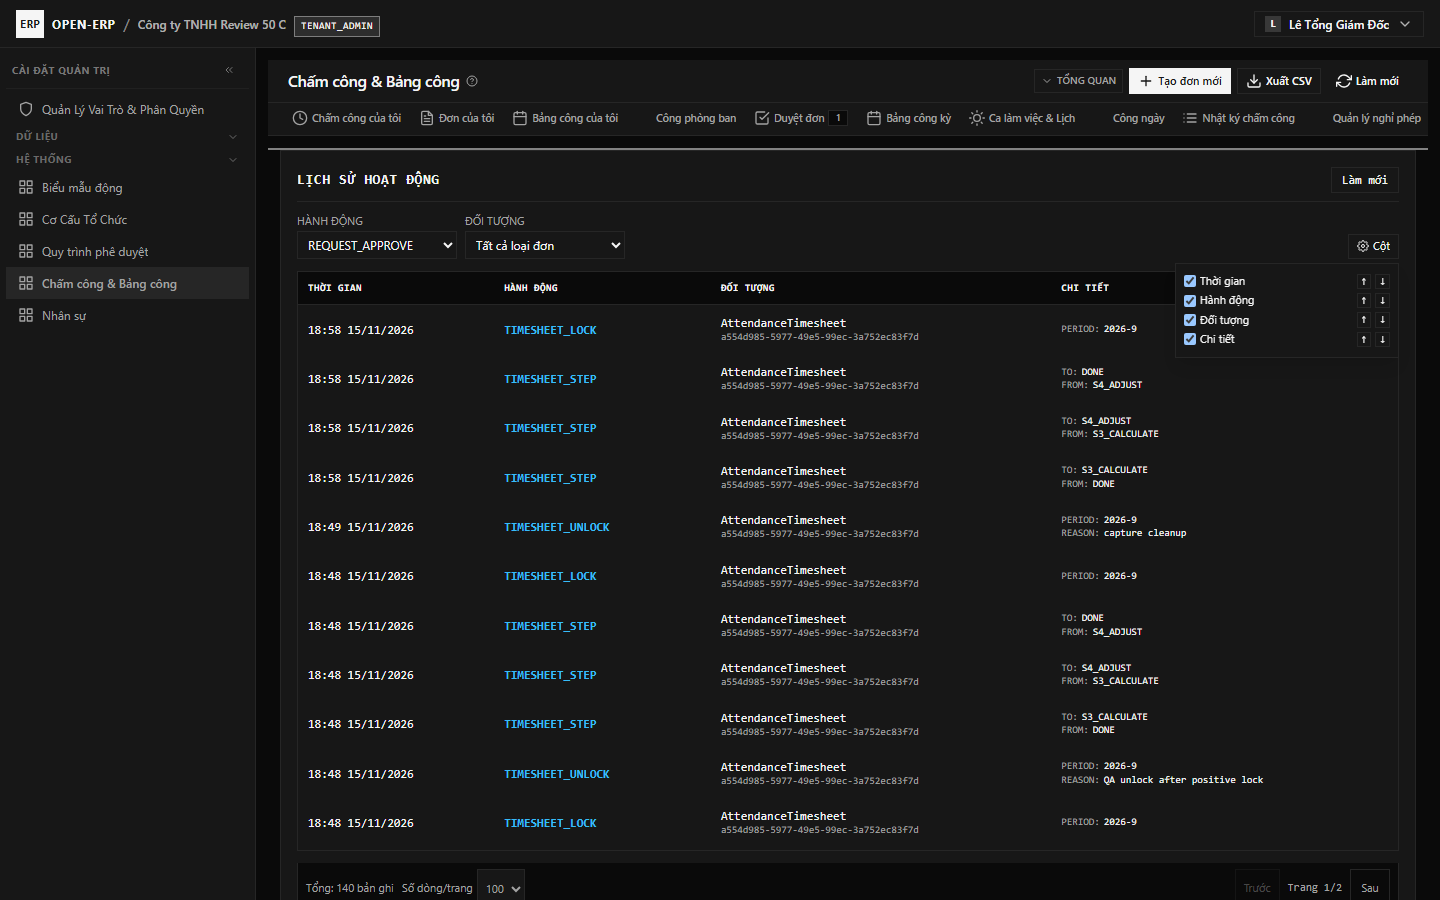 ERP OPEN-ERP / Công ty TNHH Review 50 C TENANT_ADMIN
L Lê Tổng Giám Đốc
CÀI ĐẶT QUẢN TRỊ
Quản Lý Vai Trò & Phân Quyền
DỮ LIỆU
HỆ THỐNG
Biểu mẫu động
Cơ Cấu Tổ Chức
Quy trình phê duyệt
Chấm công & Bảng công
Nhân sự
Chấm công & Bảng công
TỔNG QUAN
Tạo đơn mới
Xuất CSV
Làm mới
Chấm công của tôi
Đơn của tôi
Bảng công của tôi
Công phòng ban
Duyệt đơn 1
Bảng công kỳ
Ca làm việc & Lịch
Công ngày
Nhật ký chấm công
Quản lý nghỉ phép
LỊCH SỬ HOẠT ĐỘNG
Làm mới
HÀNH ĐỘNG
ĐỐI TƯỢNG
REQUEST_APPROVE
Tất cả loại đơn
Cột
Thời gian ↑ ↓
Hành động ↑ ↓
Đối tượng ↑ ↓
Chi tiết ↑ ↓
THỜI GIAN HÀNH ĐỘNG ĐỐI TƯỢNG CHI TIẾT
18:58 15/11/2026 TIMESHEET_LOCK AttendanceTimesheet
a554d985-5977-49e5-99ec-3a752ec83f7d
PERIOD: 2026-9
18:58 15/11/2026 TIMESHEET_STEP AttendanceTimesheet
a554d985-5977-49e5-99ec-3a752ec83f7d
TO: DONE
FROM: S4_ADJUST
18:58 15/11/2026 TIMESHEET_STEP AttendanceTimesheet
a554d985-5977-49e5-99ec-3a752ec83f7d
TO: S4_ADJUST
FROM: S3_CALCULATE
18:58 15/11/2026 TIMESHEET_STEP AttendanceTimesheet
a554d985-5977-49e5-99ec-3a752ec83f7d
TO: S3_CALCULATE
FROM: DONE
18:49 15/11/2026 TIMESHEET_UNLOCK AttendanceTimesheet
a554d985-5977-49e5-99ec-3a752ec83f7d
PERIOD: 2026-9
REASON: capture cleanup
18:48 15/11/2026 TIMESHEET_LOCK AttendanceTimesheet
a554d985-5977-49e5-99ec-3a752ec83f7d
PERIOD: 2026-9
18:48 15/11/2026 TIMESHEET_STEP AttendanceTimesheet
a554d985-5977-49e5-99ec-3a752ec83f7d
TO: DONE
FROM: S4_ADJUST
18:48 15/11/2026 TIMESHEET_STEP AttendanceTimesheet
a554d985-5977-49e5-99ec-3a752ec83f7d
TO: S4_ADJUST
FROM: S3_CALCULATE
18:48 15/11/2026 TIMESHEET_STEP AttendanceTimesheet
a554d985-5977-49e5-99ec-3a752ec83f7d
TO: S3_CALCULATE
FROM: DONE
18:48 15/11/2026 TIMESHEET_UNLOCK AttendanceTimesheet
a554d985-5977-49e5-99ec-3a752ec83f7d
PERIOD: 2026-9
REASON: QA unlock after positive lock
18:48 15/11/2026 TIMESHEET_LOCK AttendanceTimesheet
a554d985-5977-49e5-99ec-3a752ec83f7d
PERIOD: 2026-9
Tổng: 140 bản ghi Số dòng/trang 100
Trước Trang 1/2 Sau